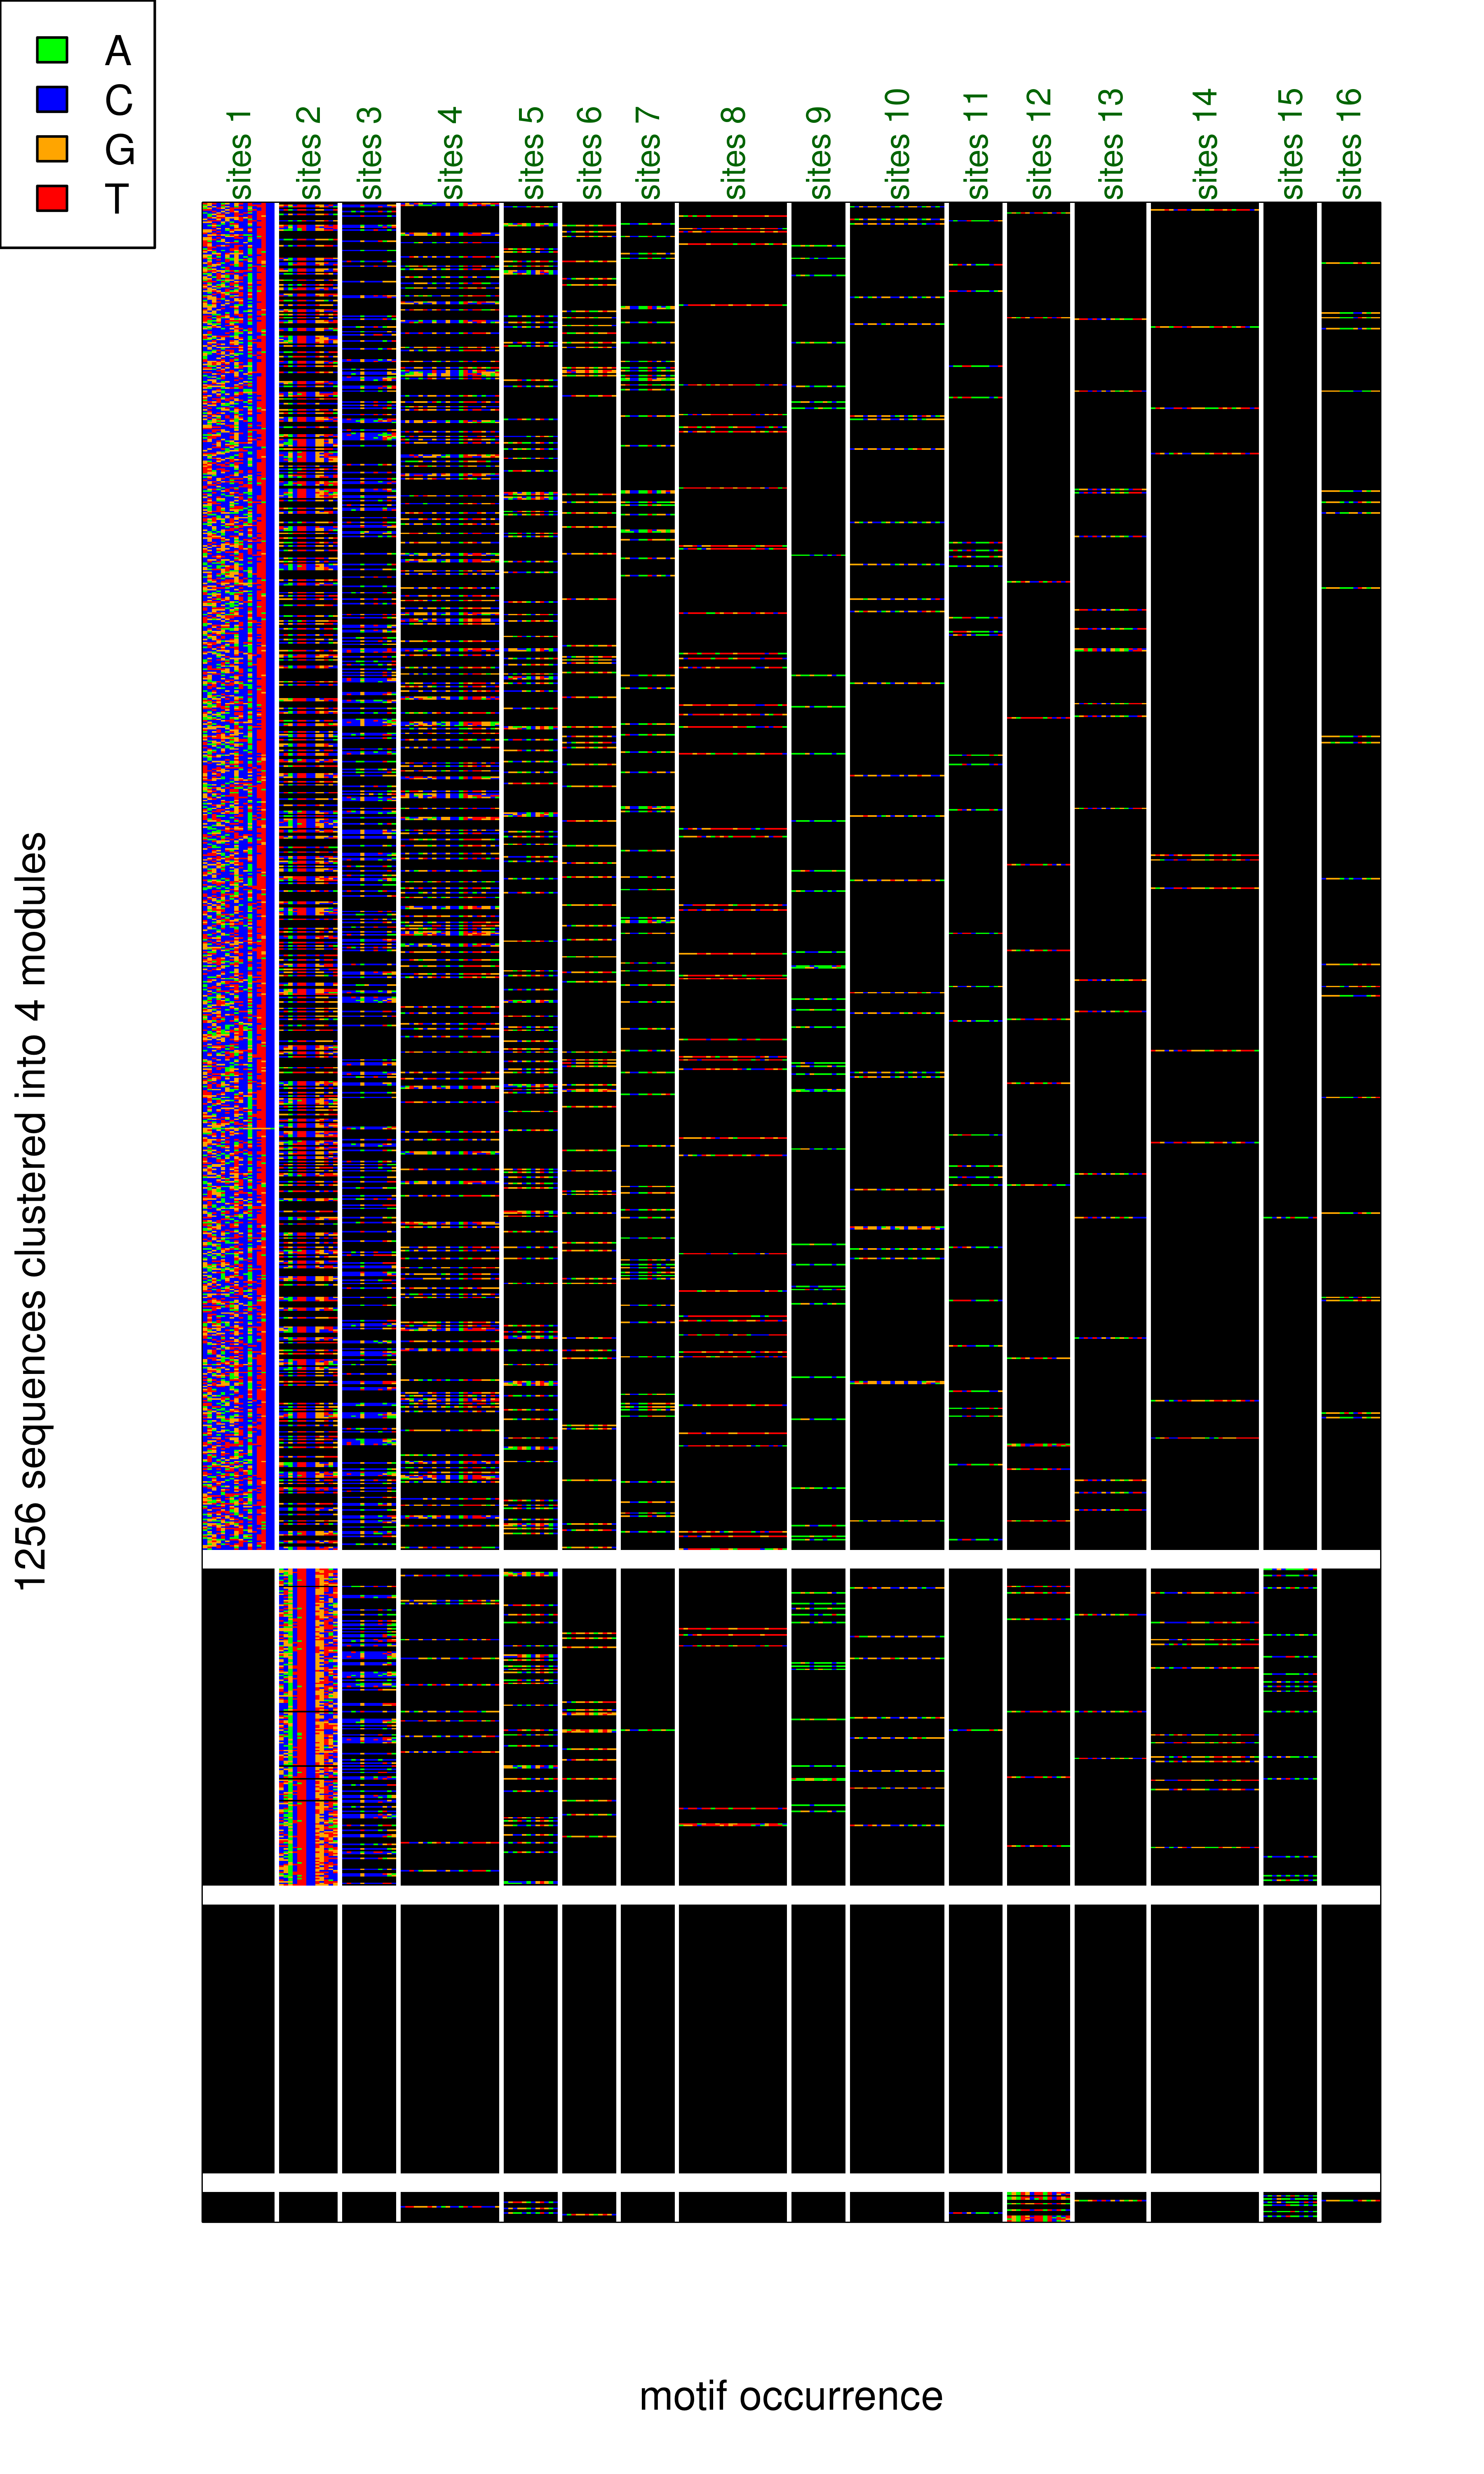 A
C
G
T
sites 1
sites 2
sites 3
sites 4
sites 5
sites 6
sites 7
sites 8
sites 9
sites 10
sites 11
sites 12
sites 13
sites 14
sites 15
sites 16
1256 sequences clustered into 4 modules
motif occurrence